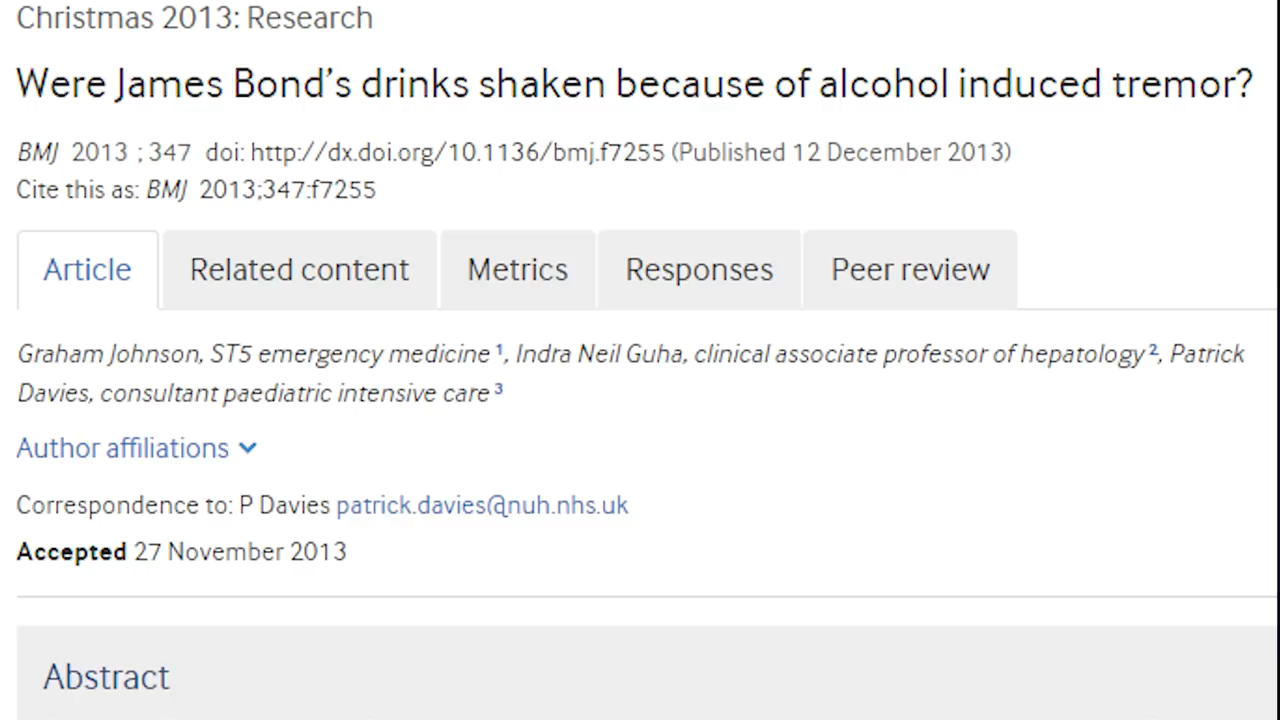 Christmas 2013: Research
Were James Bond's drinks shaken because of alcohol induced tremor?
BMJ 2013 ; 347 doi: http://dx.doi.org/10.1136/bmj.f7255 (Published 12 December 2013)
Cite this as: BMJ 2013;347:f7255
Article Related content Metrics Responses Peer review
Graham Johnson, ST5 emergency medicine 1, Indra Neil Guha, clinical associate professor of hepatology 2, Patrick
Davies, consultant paediatric intensive care 3
Author affiliations
Correspondence to: P Davies patrick.davies@nuh.nhs.uk
Accepted 27 November 2013
Abstract